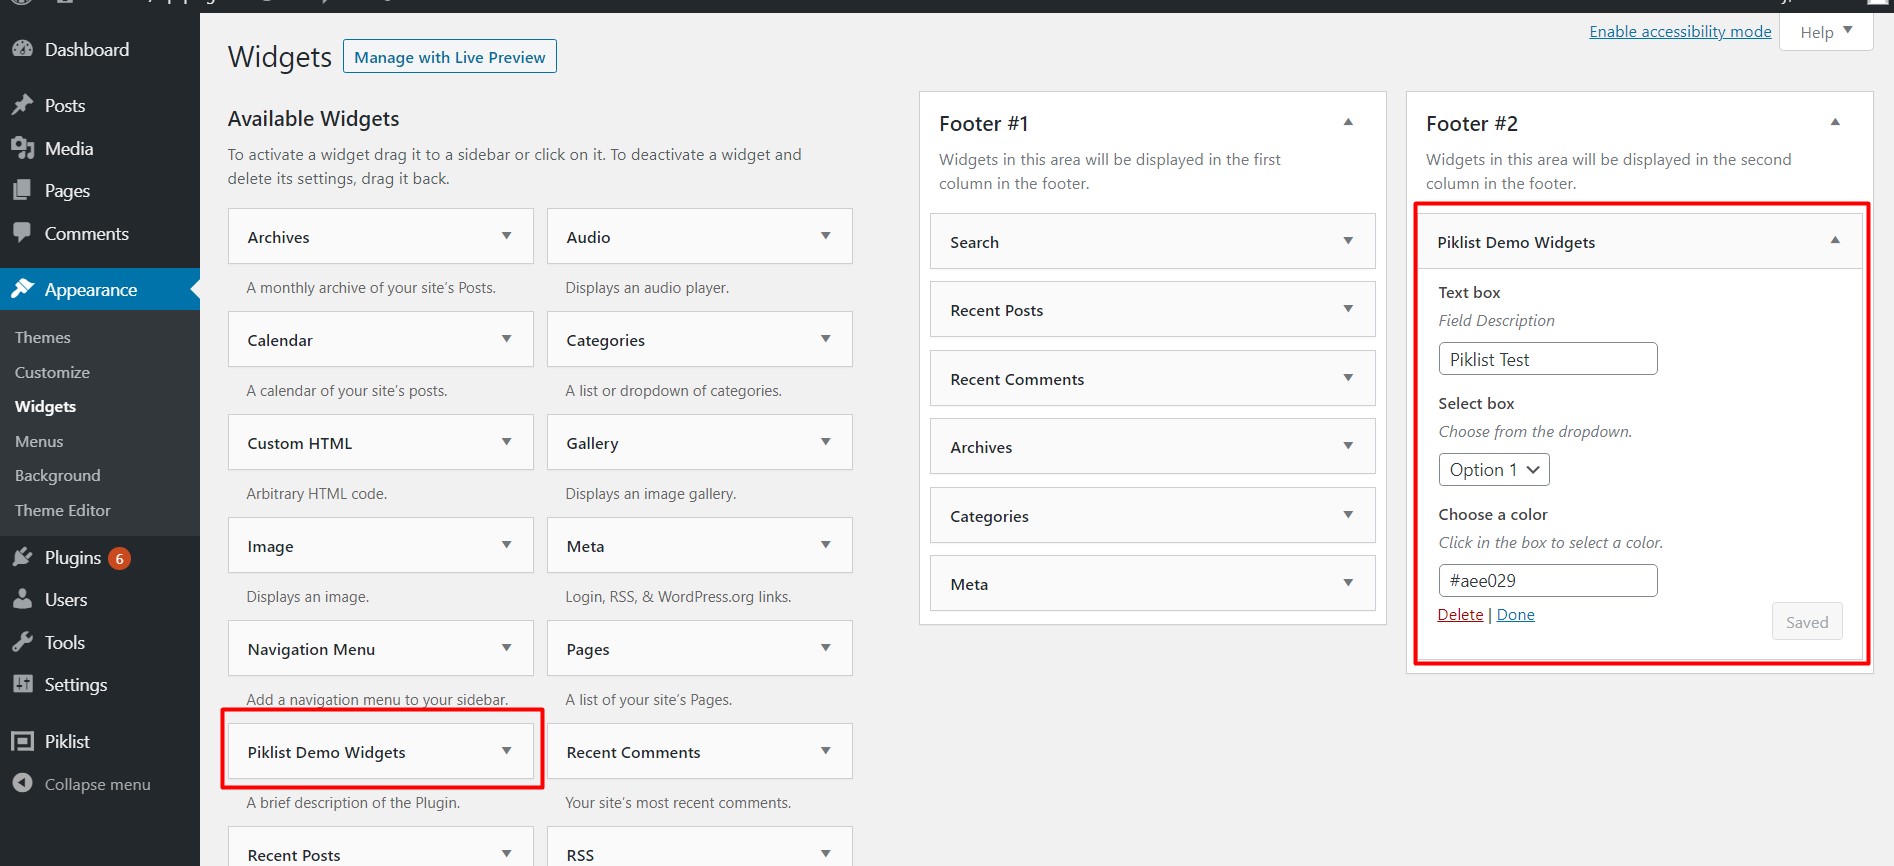 Dashboard
Posts
Media
Pages
Comments
Appearance
Themes
Customize
Widgets
Menus
Background
Theme Editor
Plugins 6
Users
Tools
Settings
Piklist
Collapse menu
Enable accessibility mode
Help
Widgets
Manage with Live Preview
Available Widgets
To activate a widget drag it to a sidebar or click on it. To deactivate a widget and
delete its settings, drag it back.
Archives
A monthly archive of your site’s Posts.
Audio
Displays an audio player.
Calendar
A calendar of your site’s posts.
Categories
A list or dropdown of categories.
Custom HTML
Arbitrary HTML code.
Gallery
Displays an image gallery.
Image
Displays an image.
Meta
Login, RSS, & WordPress.org links.
Navigation Menu
Add a navigation menu to your sidebar.
Pages
A list of your site’s Pages.
Piklist Demo Widgets
A brief description of the Plugin.
Recent Comments
Your site’s most recent comments.
Recent Posts
RSS
Footer #1
Widgets in this area will be displayed in the first
column in the footer.
Search
Recent Posts
Recent Comments
Archives
Categories
Meta
Footer #2
Widgets in this area will be displayed in the second
column in the footer.
Piklist Demo Widgets
Text box
Field Description
Piklist Test
Select box
Choose from the dropdown.
Option 1
Choose a color
Click in the box to select a color.
#aee029
Delete | Done
Saved